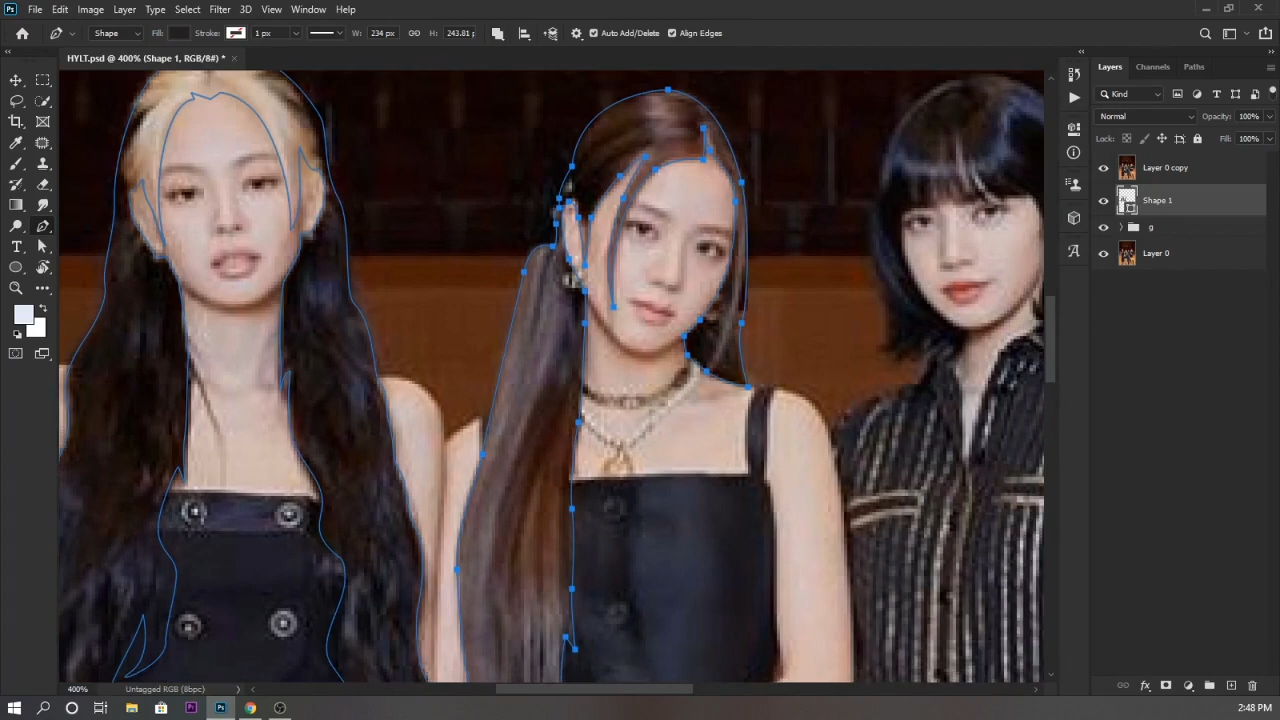 Ps File Edit Image Layer Type Select Filter 3D View Window Help
Shape Fill: Stroke: 1 px W: 234 px H: 243.81 p Auto Add/Delete Align Edges
HYLT.psd @ 400% (Shape 1, RGB/8#) *
Layers Channels Paths
Kind
Normal Opacity: 100%
Lock: Fill: 100%
Layer 0 copy
Shape 1
g
Layer 0
400% Untagged RGB (8bpc)
2:48 PM